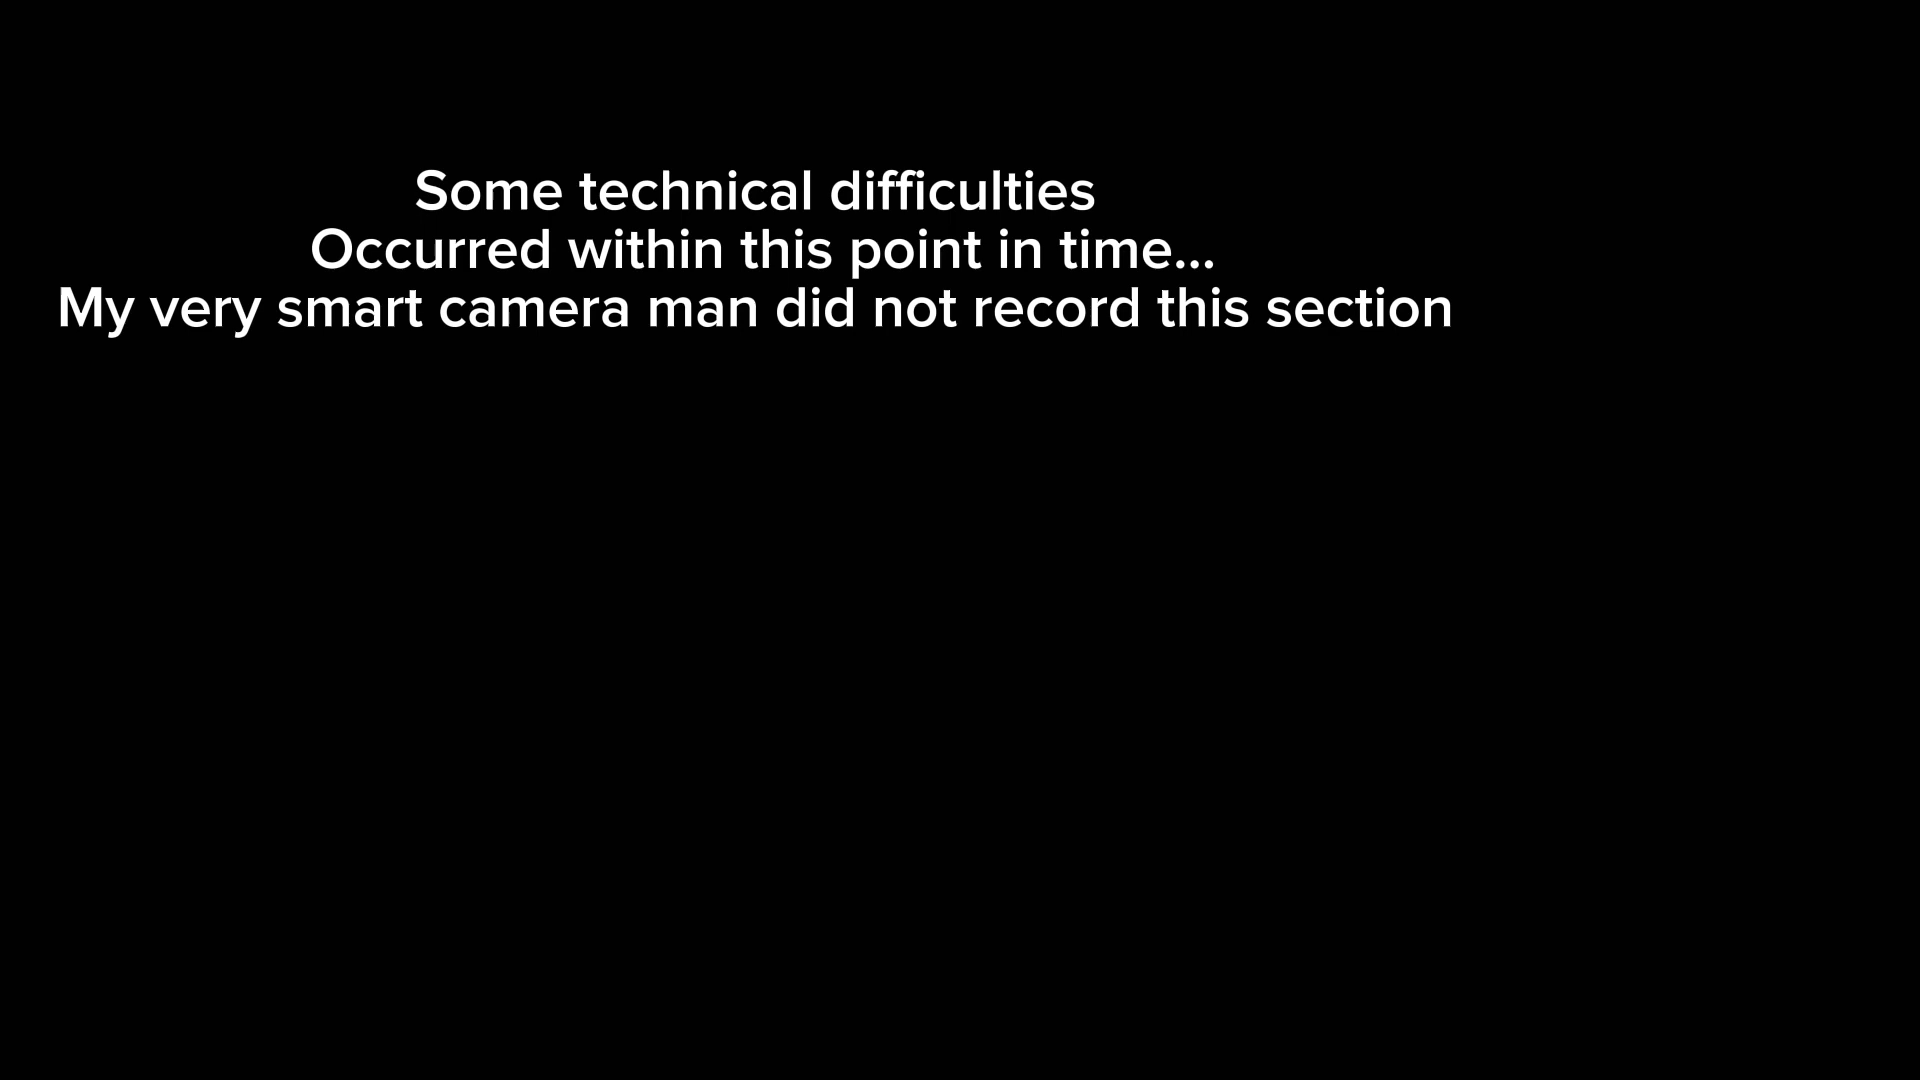 Some technical difficulties
Occurred within this point in time...
My very smart camera man did not record this section